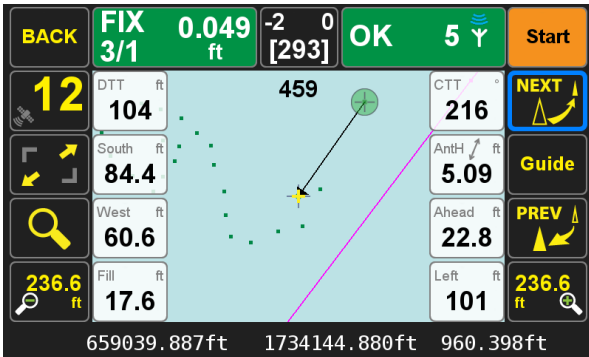 BACK
FIX 0.049
3/1 ft
-2 0
[293]
OK 5
Start
12
DTT ft
104
459
CTT °
216
NEXT
South ft
84.4
AntH ft
5.09
Guide
West ft
60.6
Ahead ft
22.8
PREV
236.6
ft
Fill ft
17.6
Left ft
101
236.6
ft
659039.887ft 1734144.880ft 960.398ft